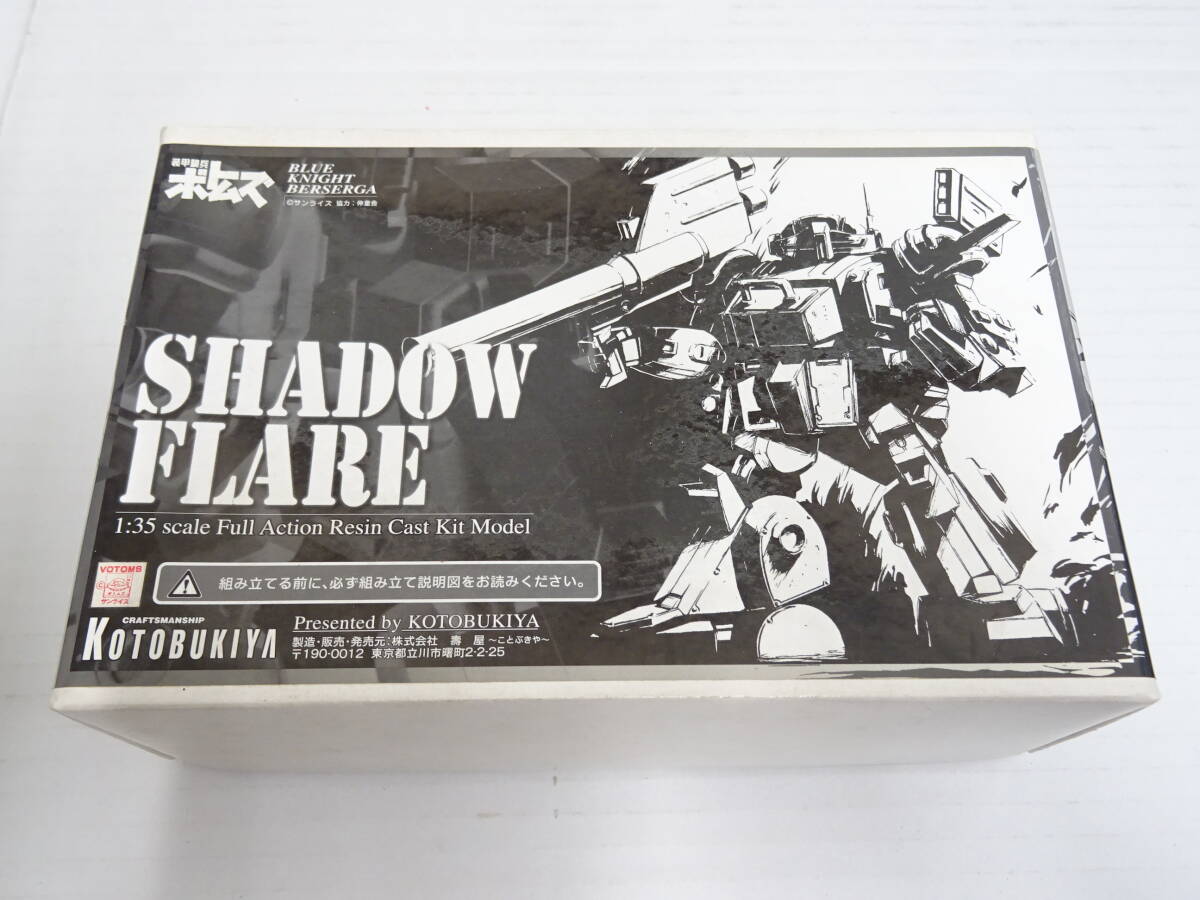 装甲騎兵
ボトムズ
BLUE
KNIGHT
BERSERGA
©サンライズ 協力:伸童舎
SHADOW
FLARE
1:35 scale Full Action Resin Cast Kit Model
VOTOMS
サンライズ
組み立てる前に、必ず組み立て説明図をお読みください。
CRAFTSMANSHIP
KOTOBUKIYA
Presented by KOTOBUKIYA
製造・販売・発売元:株式会社 壽 屋 ~ことぶきや~
〒190-0012 東京都立川市曙町2-2-25